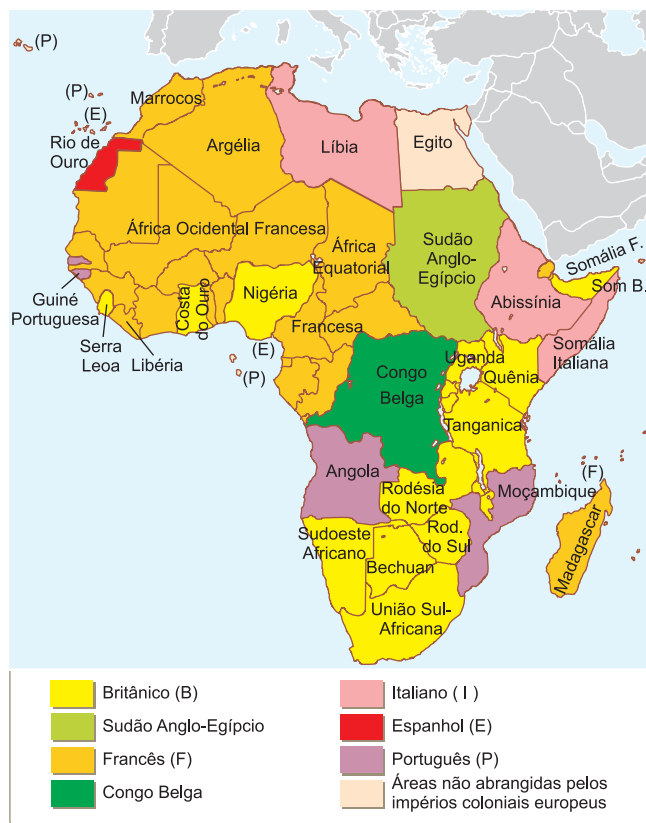 (P)
(P)
(E)
Marrocos
Rio de
Ouro
Argélia
Líbia
Egito
África Ocidental Francesa
África
Equatorial
Francesa
Sudão
Anglo-
Egípcio
Somália F.
Som B.
Abissínia
Somália
Italiana
Guiné
Portuguesa
Serra
Leoa
Libéria
Costa
do Ouro
Nigéria
(E)
(P)
Uganda
Quênia
Congo
Belga
Tanganica
Angola
Rodésia
do Norte
Moçambique
(F)
Madagascar
Sudoeste
Africano
Rod.
do Sul
Bechuan
União Sul-
Africana
Britânico (B)
Sudão Anglo-Egípcio
Francês (F)
Congo Belga
Italiano ( I )
Espanhol (E)
Português (P)
Áreas não abrangidas pelos
impérios coloniais europeus